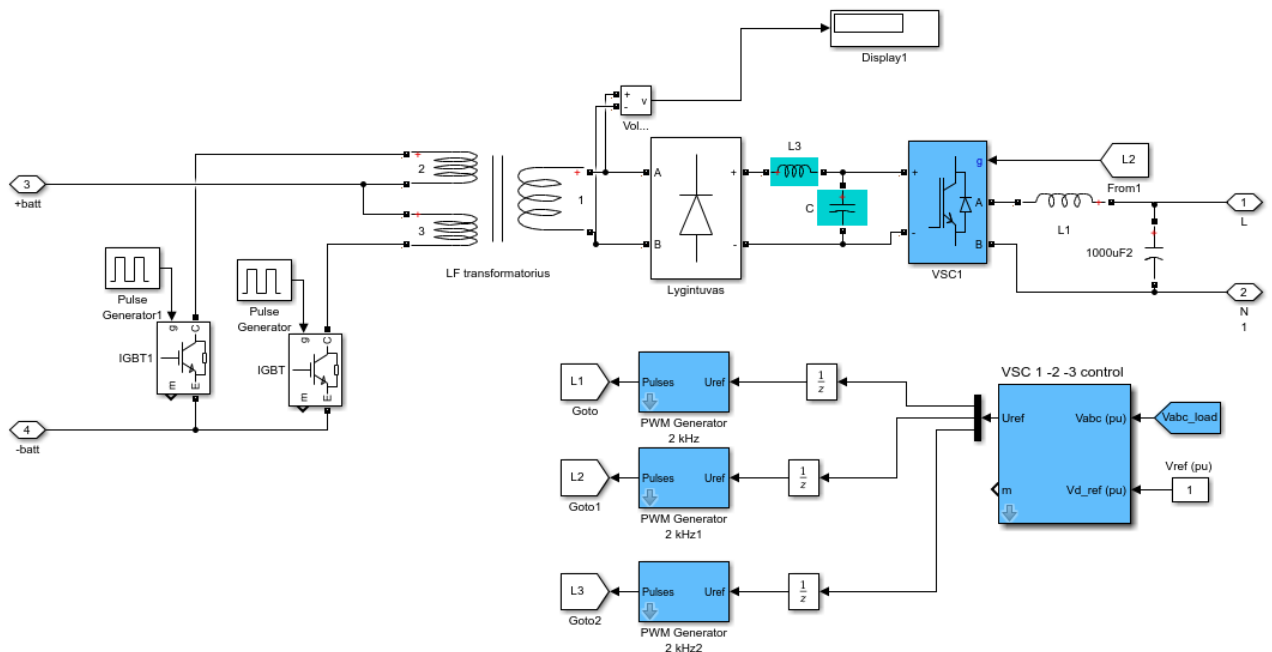 Display1
+
-
v
Vol...
L3
+
2
+
3
+
1
LF transformatorius
A
B
+
-
Lygintuvas
+
C
+
+
-
g
A
B
VSC1
L2
From1
+
L1
+
1000uF2
1
L
2
N
1
3
+batt
4
-batt
Pulse
Generator1
Pulse
Generator
g
C
m
E
IGBT1
g
C
m
E
IGBT
L1
Goto
Pulses
Uref
PWM Generator
2 kHz
1
z
L2
Goto1
Pulses
Uref
PWM Generator
2 kHz1
1
z
L3
Goto2
Pulses
Uref
PWM Generator
2 kHz2
1
z
VSC 1 -2 -3 control
Uref
Vabc (pu)
m
Vd_ref (pu)
Vabc_load
Vref (pu)
1